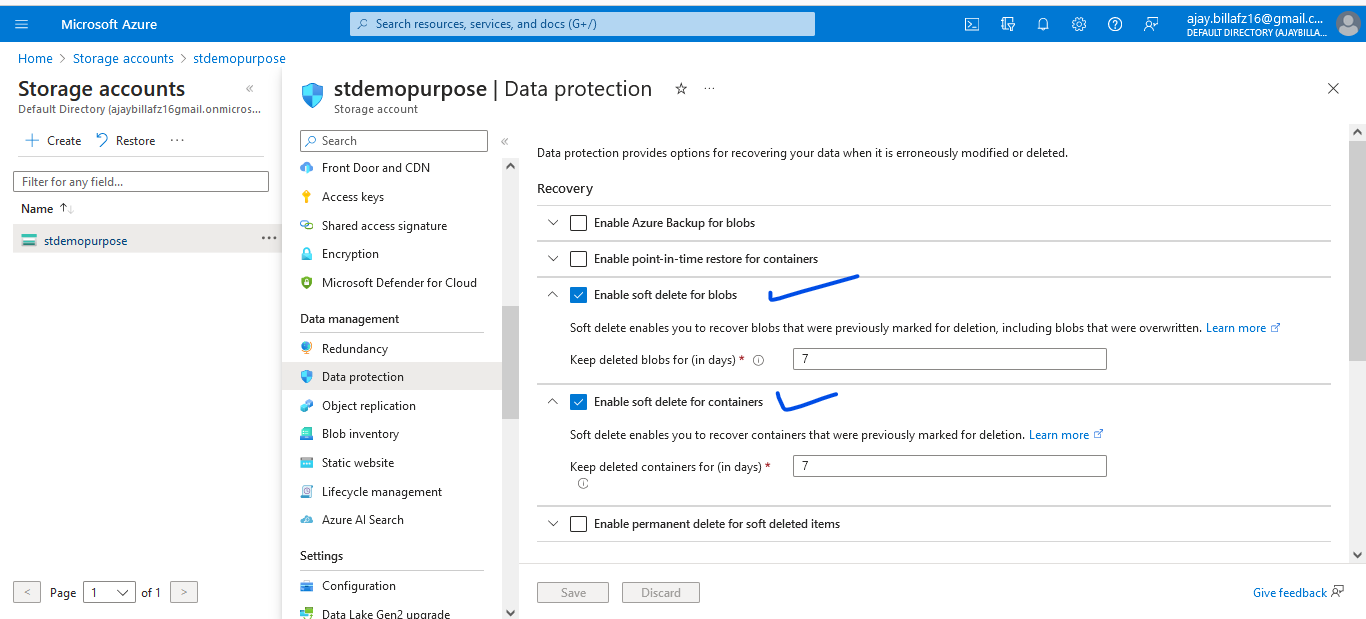 Microsoft Azure
Search resources, services, and docs (G+/)
ajay.billafz16@gmail.c...
DEFAULT DIRECTORY (AJAYBILLA...
Home > Storage accounts > stdemopurpose
Storage accounts
Default Directory (ajaybillafz16gmail.onmicros...
Create Restore ...
Filter for any field...
Name
stdemopurpose ...
< Page 1 of 1 >
stdemopurpose | Data protection ...
Storage account
Search
Front Door and CDN
Access keys
Shared access signature
Encryption
Microsoft Defender for Cloud
Data management
Redundancy
Data protection
Object replication
Blob inventory
Static website
Lifecycle management
Azure AI Search
Settings
Configuration
Data Lake Gen2 upgrade
Data protection provides options for recovering your data when it is erroneously modified or deleted.
Recovery
Enable Azure Backup for blobs
Enable point-in-time restore for containers
Enable soft delete for blobs
Soft delete enables you to recover blobs that were previously marked for deletion, including blobs that were overwritten. Learn more
Keep deleted blobs for (in days) * 7
Enable soft delete for containers
Soft delete enables you to recover containers that were previously marked for deletion. Learn more
Keep deleted containers for (in days) * 7
Enable permanent delete for soft deleted items
Save Discard
Give feedback